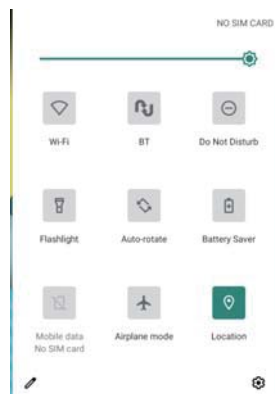 NO SIM CARD
Wi-Fi
BT
Do Not Disturb
Flashlight
Auto-rotate
Battery Saver
Mobile data
No SIM card
Airplane mode
Location